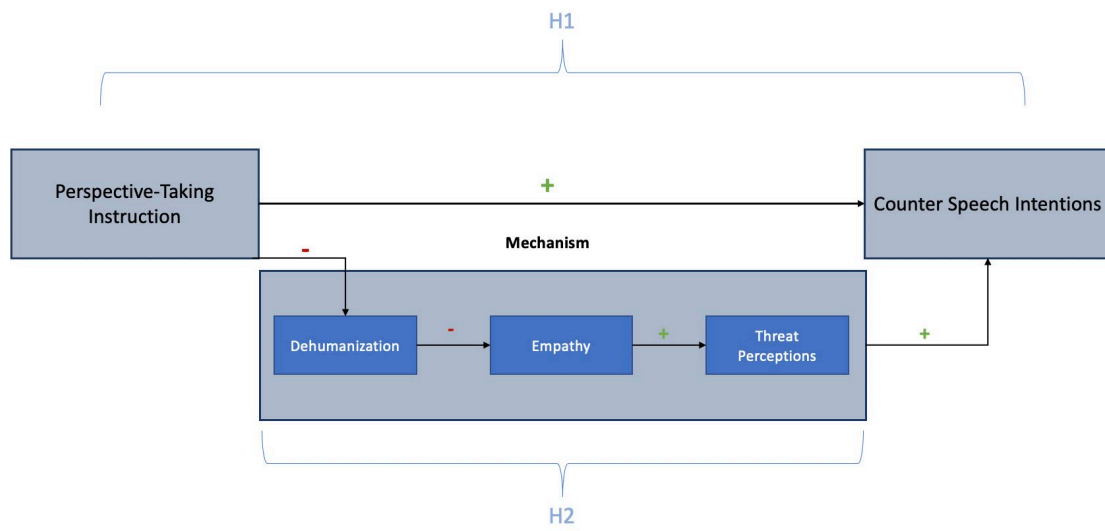 H1
Perspective-Taking
Instruction
+
Counter Speech Intentions
-
Mechanism
Dehumanization
-
Empathy
+
Threat
Perceptions
+
H2